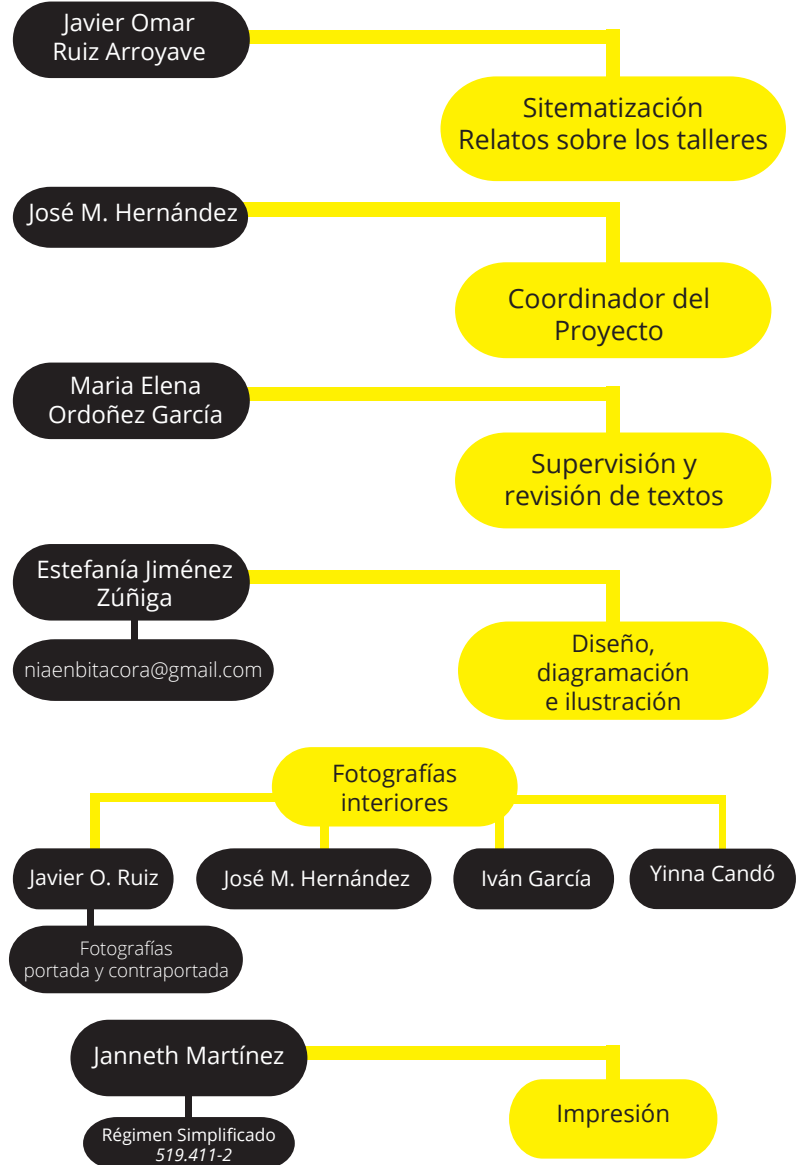 Javier Omar
Ruiz Arroyave
Sitematización
Relatos sobre los talleres
José M. Hernández
Coordinador del
Proyecto
Maria Elena
Ordoñez García
Supervisión y
revisión de textos
Estefanía Jiménez
Zúñiga
niaenbitacora@gmail.com
Diseño,
diagramación
e ilustración
Fotografías
interiores
Javier O. Ruiz
José M. Hernández
Iván García
Yinna Candó
Fotografías
portada y contraportada
Janneth Martínez
Impresión
Régimen Simplificado
519.411-2